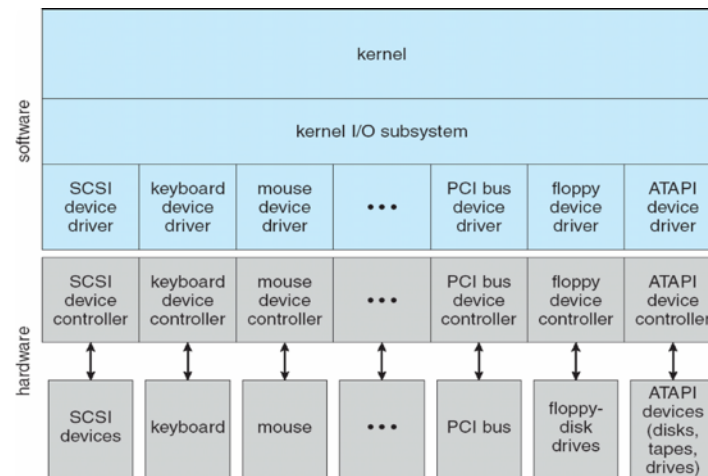 kernel
kernel I/O subsystem
software
SCSI device driver
keyboard device driver
mouse device driver
•••
PCI bus device driver
floppy device driver
ATAPI device driver
hardware
SCSI device controller
keyboard device controller
mouse device controller
•••
PCI bus device controller
floppy device controller
ATAPI device controller
SCSI devices
keyboard
mouse
•••
PCI bus
floppy-disk drives
ATAPI devices (disks, tapes, drives)